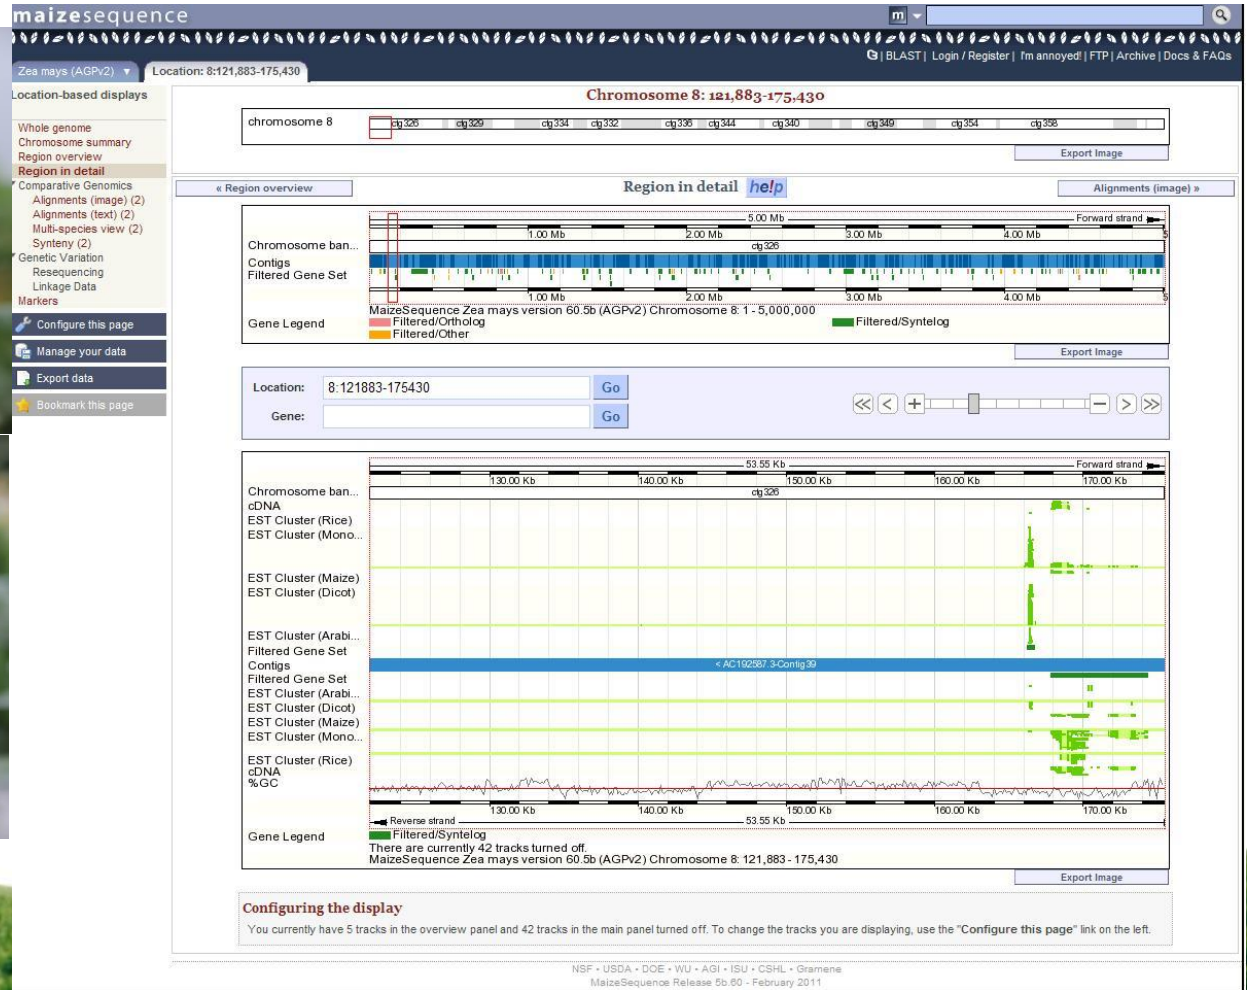 maizesequence
m
G | BLAST | Login / Register | I'm annoyed! | FTP | Archive | Docs & FAQs
Zea mays (AGPv2) ▼ Location: 8:121,883-175,430
Location-based displays
Whole genome
Chromosome summary
Region overview
Region in detail
Comparative Genomics
Alignments (image) (2)
Alignments (text) (2)
Multi-species view (2)
Synteny (2)
Genetic Variation
Resequencing
Linkage Data
Markers
Configure this page
Manage your data
Export data
Bookmark this page
Chromosome 8: 121,883-175,430
chromosome 8 ctg326 ctg329 ctg334 ctg332 ctg336 ctg344 ctg340 ctg349 ctg354 ctg358
Export Image
« Region overview Region in detail help Alignments (image) »
5.00 Mb Forward strand
1.00 Mb 2.00 Mb 3.00 Mb 4.00 Mb 5
Chromosome ban... ctg326
Contigs
Filtered Gene Set
1.00 Mb 2.00 Mb 3.00 Mb 4.00 Mb 5
MaizeSequence Zea mays version 60.5b (AGPv2) Chromosome 8: 1 - 5,000,000
Gene Legend Filtered/Ortholog Filtered/Syntelog
Filtered/Other
Export Image
Location: 8:121883-175430 Go
Gene: Go
53.55 Kb Forward strand
130.00 Kb 140.00 Kb 150.00 Kb 160.00 Kb 170.00 Kb
Chromosome ban... ctg326
cDNA
EST Cluster (Rice)
EST Cluster (Mono...
EST Cluster (Maize)
EST Cluster (Dicot)
EST Cluster (Arabi...
Filtered Gene Set
Contigs < AC192587.3-Contig39
Filtered Gene Set
EST Cluster (Arabi...
EST Cluster (Dicot)
EST Cluster (Maize)
EST Cluster (Mono...
EST Cluster (Rice)
cDNA
%GC
130.00 Kb 140.00 Kb 150.00 Kb 160.00 Kb 170.00 Kb
Reverse strand 53.55 Kb
Gene Legend Filtered/Syntelog
There are currently 42 tracks turned off.
MaizeSequence Zea mays version 60.5b (AGPv2) Chromosome 8: 121,883 - 175,430
Export Image
Configuring the display
You currently have 5 tracks in the overview panel and 42 tracks in the main panel turned off. To change the tracks you are displaying, use the "Configure this page" link on the left.
NSF - USDA - DOE - WU - AGI - ISU - CSHL - Gramene
MaizeSequence Release 5b.60 - February 2011